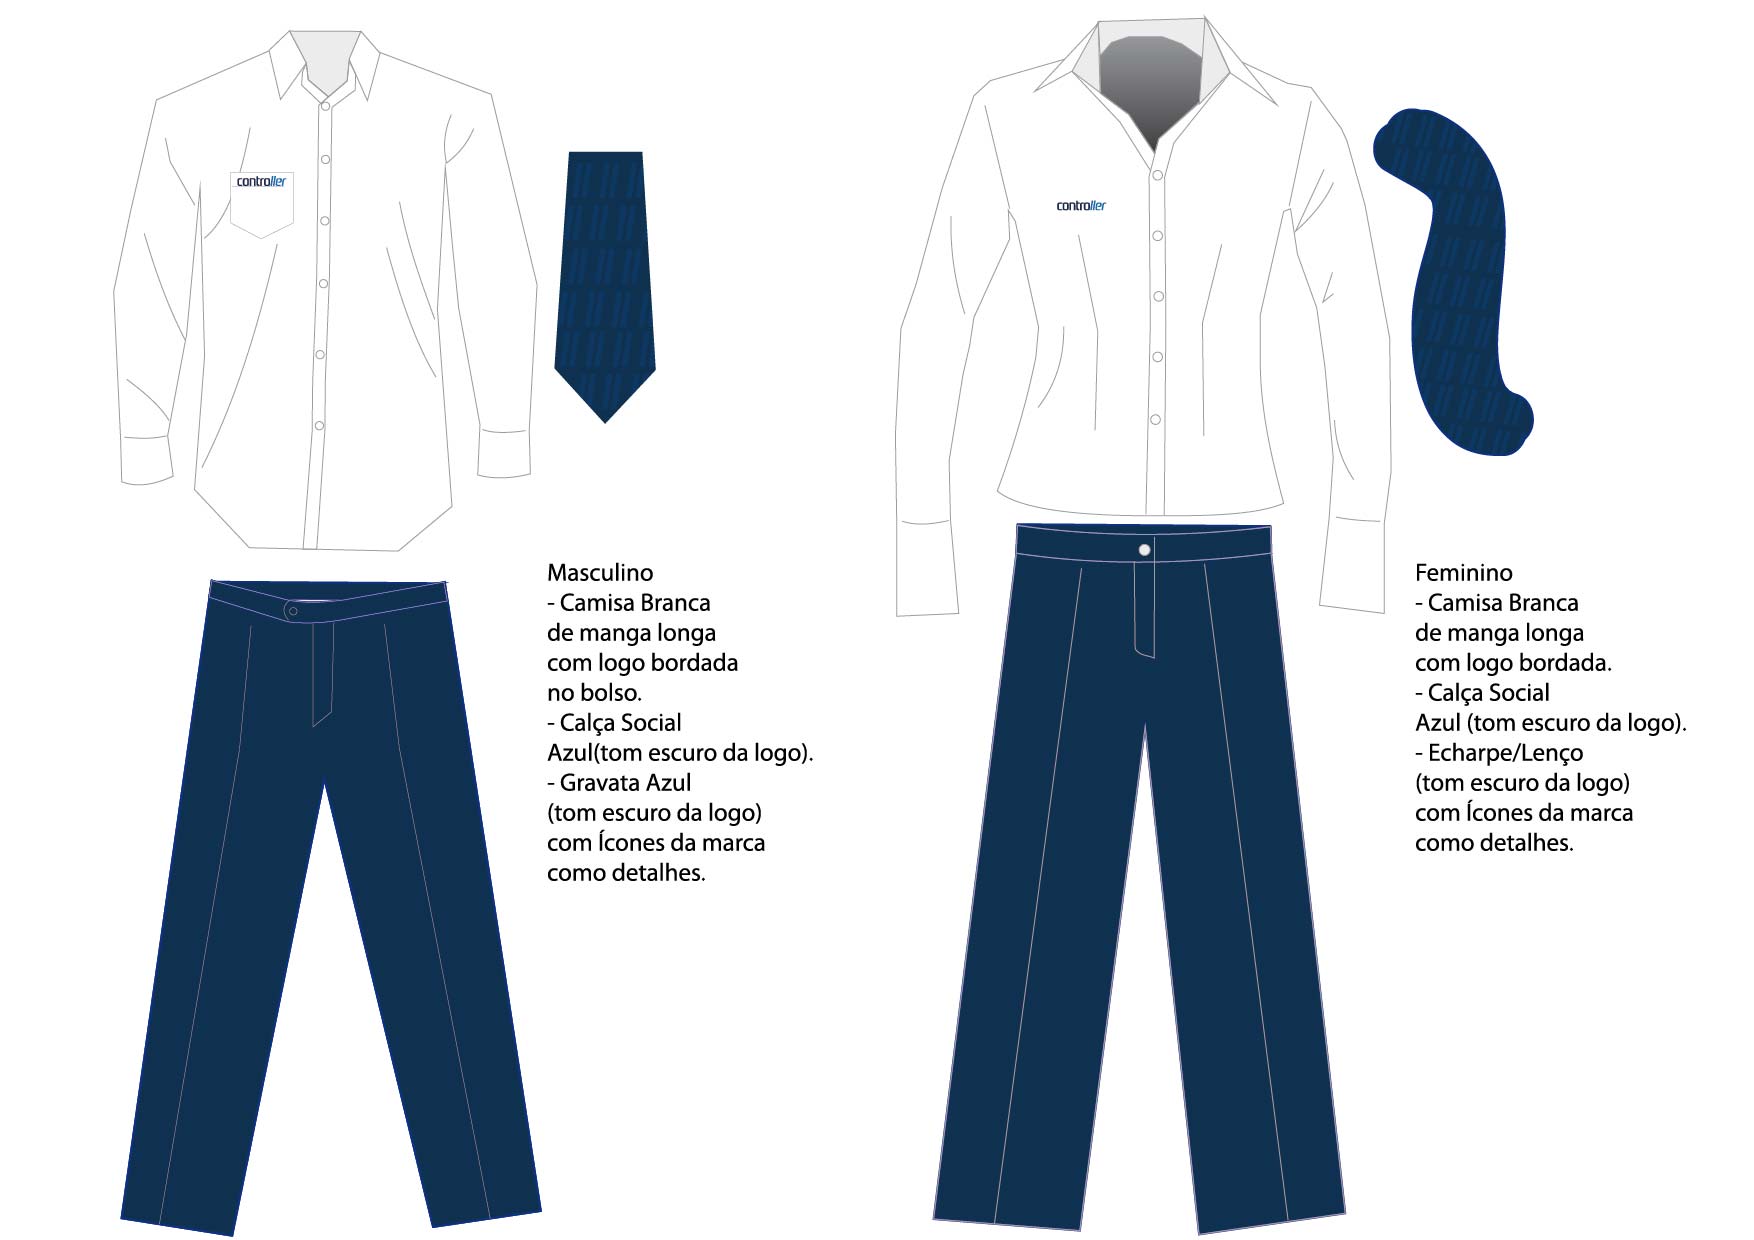 controller
controller
Masculino
- Camisa Branca
de manga longa
com logo bordada
no bolso.
- Calça Social
Azul(tom escuro da logo).
- Gravata Azul
(tom escuro da logo)
com Ícones da marca
como detalhes.
Feminino
- Camisa Branca
de manga longa
com logo bordada.
- Calça Social
Azul (tom escuro da logo).
- Echarpe/Lenço
(tom escuro da logo)
com Ícones da marca
como detalhes.